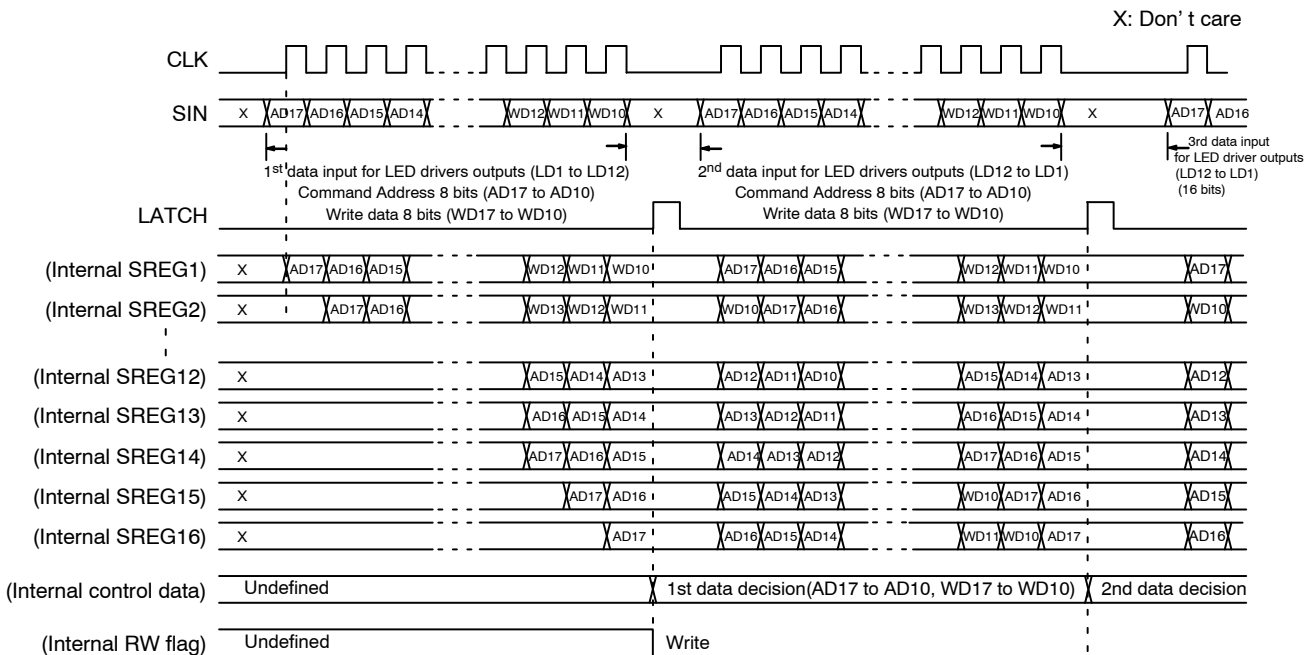 X: Don' t care
CLK
SIN X AD17 AD16 AD15 AD14 WD12 WD11 WD10 X AD17 AD16 AD15 AD14 WD12 WD11 WD10 X AD17 AD16
1st data input for LED drivers outputs (LD1 to LD12)
Command Address 8 bits (AD17 to AD10)
Write data 8 bits (WD17 to WD10)
2nd data input for LED drivers outputs (LD12 to LD1)
Command Address 8 bits (AD17 to AD10)
Write data 8 bits (WD17 to WD10)
3rd data input
for LED driver outputs
(LD12 to LD1)
(16 bits)
LATCH
(Internal SREG1) X AD17 AD16 AD15 WD12 WD11 WD10 AD17 AD16 AD15 WD12 WD11 WD10 AD17
(Internal SREG2) X AD17 AD16 WD13 WD12 WD11 WD10 AD17 AD16 WD13 WD12 WD11 WD10
(Internal SREG12) X AD15 AD14 AD13 AD12 AD11 AD10 AD15 AD14 AD13 AD12
(Internal SREG13) X AD16 AD15 AD14 AD13 AD12 AD11 AD16 AD15 AD14 AD13
(Internal SREG14) X AD17 AD16 AD15 AD14 AD13 AD12 AD17 AD16 AD15 AD14
(Internal SREG15) X AD17 AD16 AD15 AD14 AD13 WD10 AD17 AD16 AD15
(Internal SREG16) X AD17 AD16 AD15 AD14 WD11 WD10 AD17 AD16
(Internal control data) Undefined 1st data decision(AD17 to AD10, WD17 to WD10) 2nd data decision
(Internal RW flag) Undefined Write